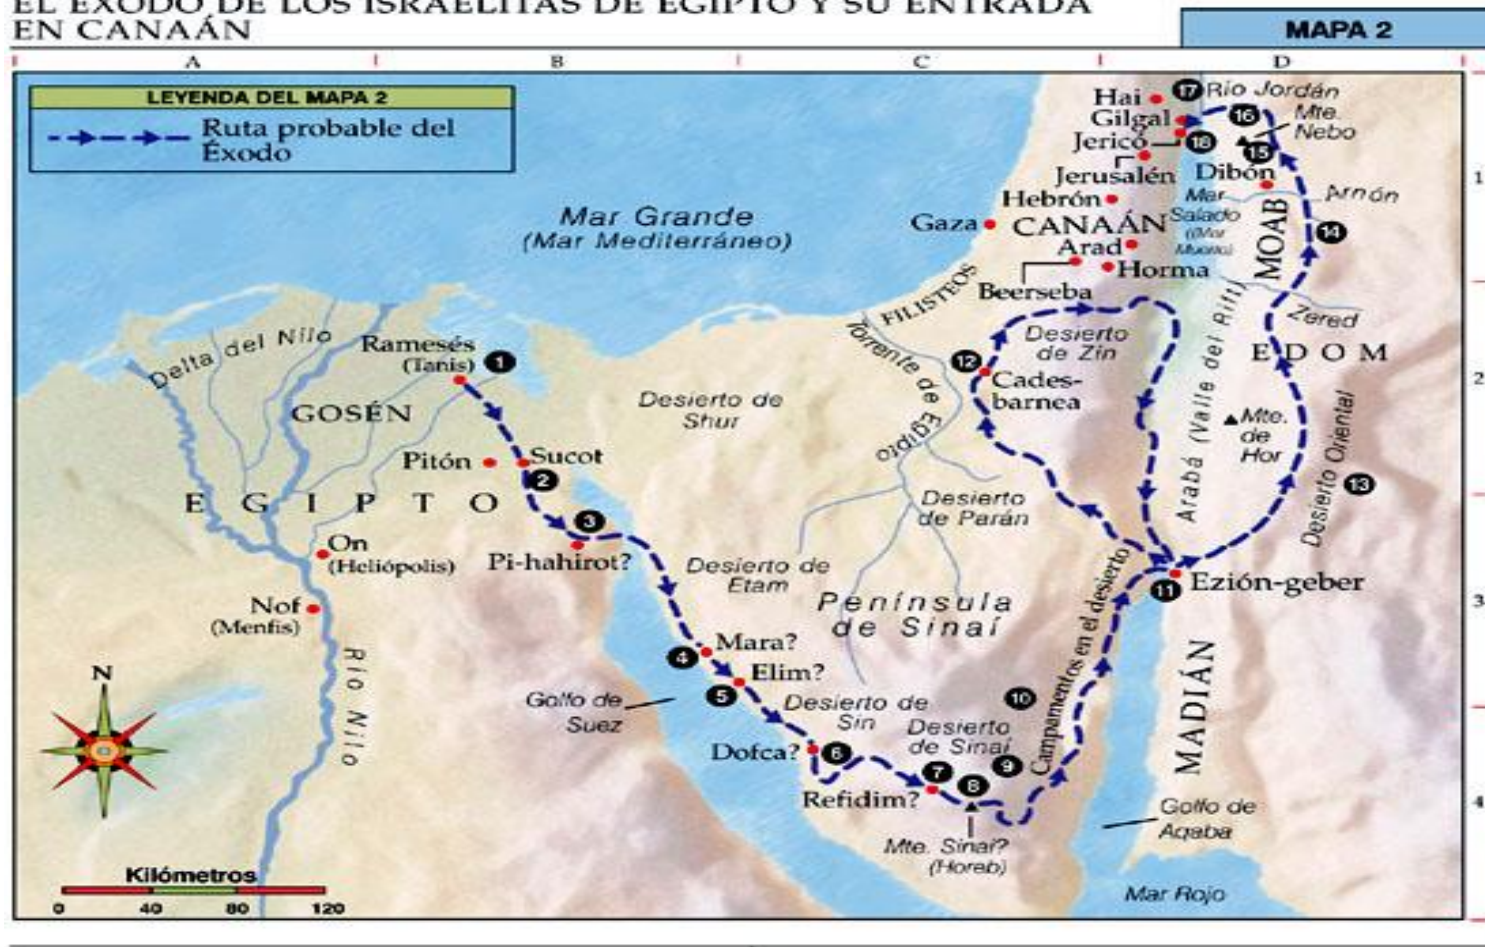 EL ÉXODO DE LOS ISRAELITAS DE EGIPTO Y SU ENTRADA
EN CANAÁN
MAPA 2
A B C D
LEYENDA DEL MAPA 2
Ruta probable del
Éxodo
Mar Grande
(Mar Mediterráneo)
Hai
17
Río Jordán
Gilgal
16
Mte.
Nebo
Jericó
18
15
Jerusalén
Dibón
1
Hebrón
Mar
Salado
(Mar
Muerto)
Arnón
Gaza
CANAÁN
MOAB
14
Arad
Horma
Beerseba
FILISTEOS
Zered
EDOM
Delta del Nilo
Ramesés
(Tanis)
1
GOSÉN
Desierto de
Shur
Torrente de Egipto
12
Desierto
de Zin
Cades-
barnea
2
Arabá (Valle del Rift)
Mte.
de
Hor
Desierto Oriental
13
Pitón
Sucot
2
EGIPTO
3
Pi-hahirot?
On
(Heliópolis)
Desierto
de Parán
Desierto de
Etam
Nof
(Menfis)
Península
de Sinaí
11
Ezión-geber
3
Campamentos en el desierto
N
Río Nilo
Mara?
4
Elim?
5
Golfo de
Suez
Desierto de
Sin
10
MADIÁN
Dofca?
6
Desierto
de Sinaí
7
8
9
Refidim?
Mte. Sinaí?
(Horeb)
Golfo de
Aqaba
4
Mar Rojo
Kilómetros
0 40 80 120